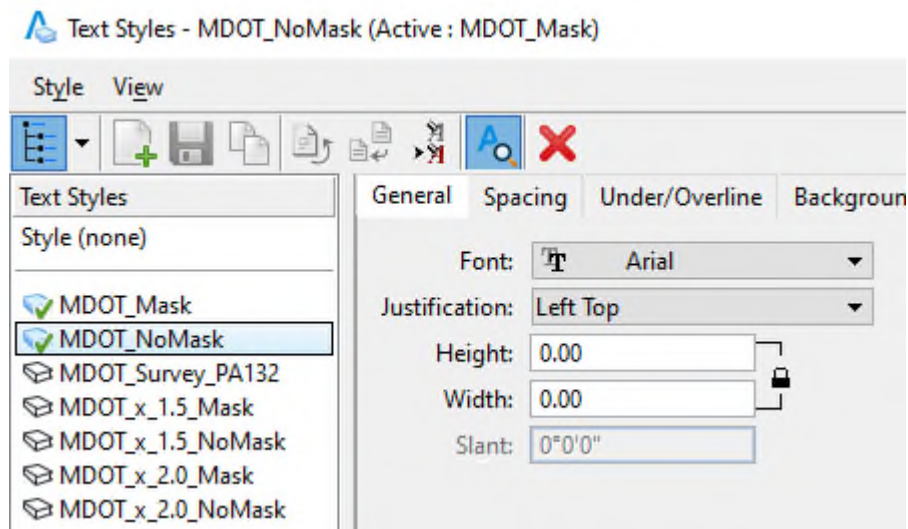 Text Styles - MDOT_NoMask (Active : MDOT_Mask)
Style View
Text Styles
Style (none)
MDOT_Mask
MDOT_NoMask
MDOT_Survey_PA132
MDOT_x_1.5_Mask
MDOT_x_1.5_NoMask
MDOT_x_2.0_Mask
MDOT_x_2.0_NoMask
General Spacing Under/Overline Backgroun
Font: Arial
Justification: Left Top
Height: 0.00
Width: 0.00
Slant: 0°0'0"